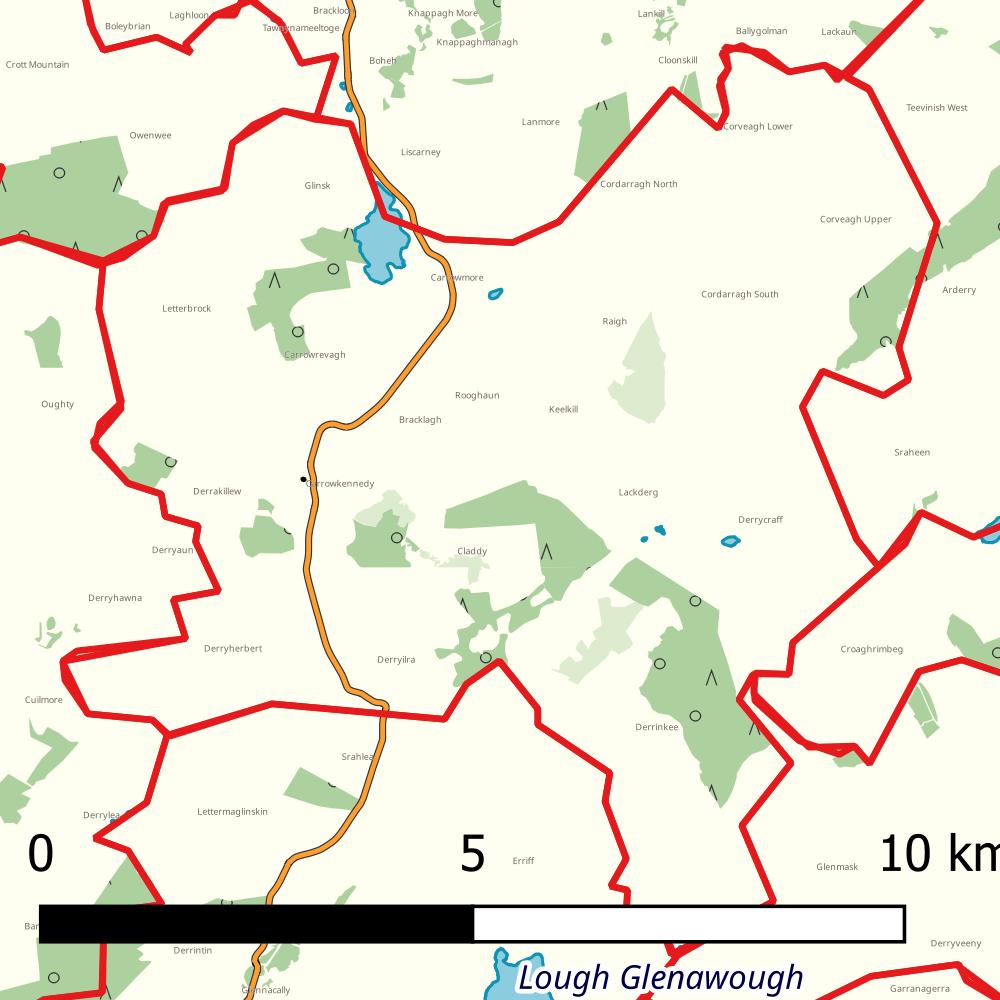 Knappagh More
Lankill
Brackloo
Laghloon
Boleybrian
Tawnynameeltoge
Ballygolman
Lackaun
Knappaghmanagh
Boheh
Cloonskill
Crott Mountain
Teevinish West
Lanmore
Corveagh Lower
Owenwee
Liscarney
Glinsk
Cordarragh North
Corveagh Upper
Carrowmore
Arderry
Cordarragh South
Letterbrock
Raigh
Carrowrevagh
Rooghaun
Oughty
Keelkill
Bracklagh
Sraheen
Carrowkennedy
Derrakillew
Lackderg
Derrycraff
Derryaun
Claddy
Derryhawna
Derryherbert
Croaghrimbeg
Derryilra
Cuilmore
Derrinkee
Srahlea
Derrylea
Lettermaglinskin
0 5 10 km
Erriff
Glenmask
Derrintin
Derryveeny
Lough Glenawough
Glennacally
Garranagerra